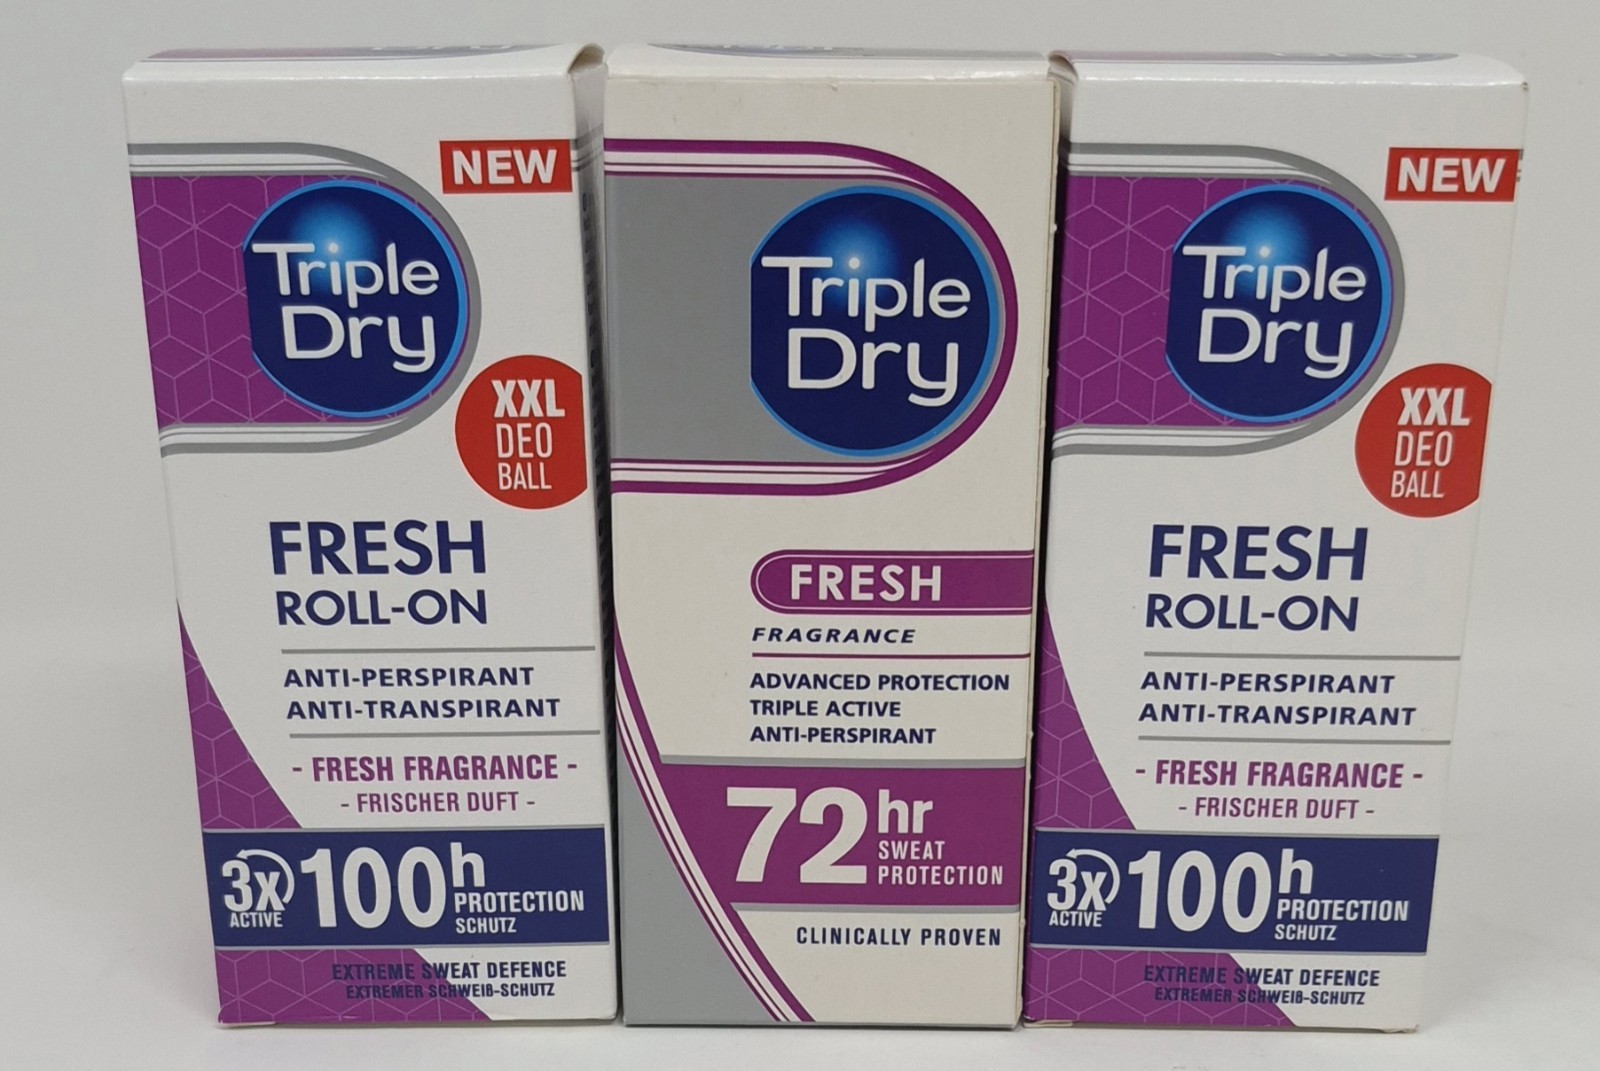 NEW
Triple
Dry
XXL
DEO
BALL
FRESH
ROLL-ON
ANTI-PERSPIRANT
ANTI-TRANSPIRANT
- FRESH FRAGRANCE -
- FRISCHER DUFT -
3x
ACTIVE
100h
PROTECTION
SCHUTZ
EXTREME SWEAT DEFENCE
EXTREMER SCHWEIß-SCHUTZ
Triple
Dry
FRESH
FRAGRANCE
ADVANCED PROTECTION
TRIPLE ACTIVE
ANTI-PERSPIRANT
72hr
SWEAT
PROTECTION
CLINICALLY PROVEN
NEW
Triple
Dry
XXL
DEO
BALL
FRESH
ROLL-ON
ANTI-PERSPIRANT
ANTI-TRANSPIRANT
- FRESH FRAGRANCE -
- FRISCHER DUFT -
3x
ACTIVE
100h
PROTECTION
SCHUTZ
EXTREME SWEAT DEFENCE
EXTREMER SCHWEIß-SCHUTZ